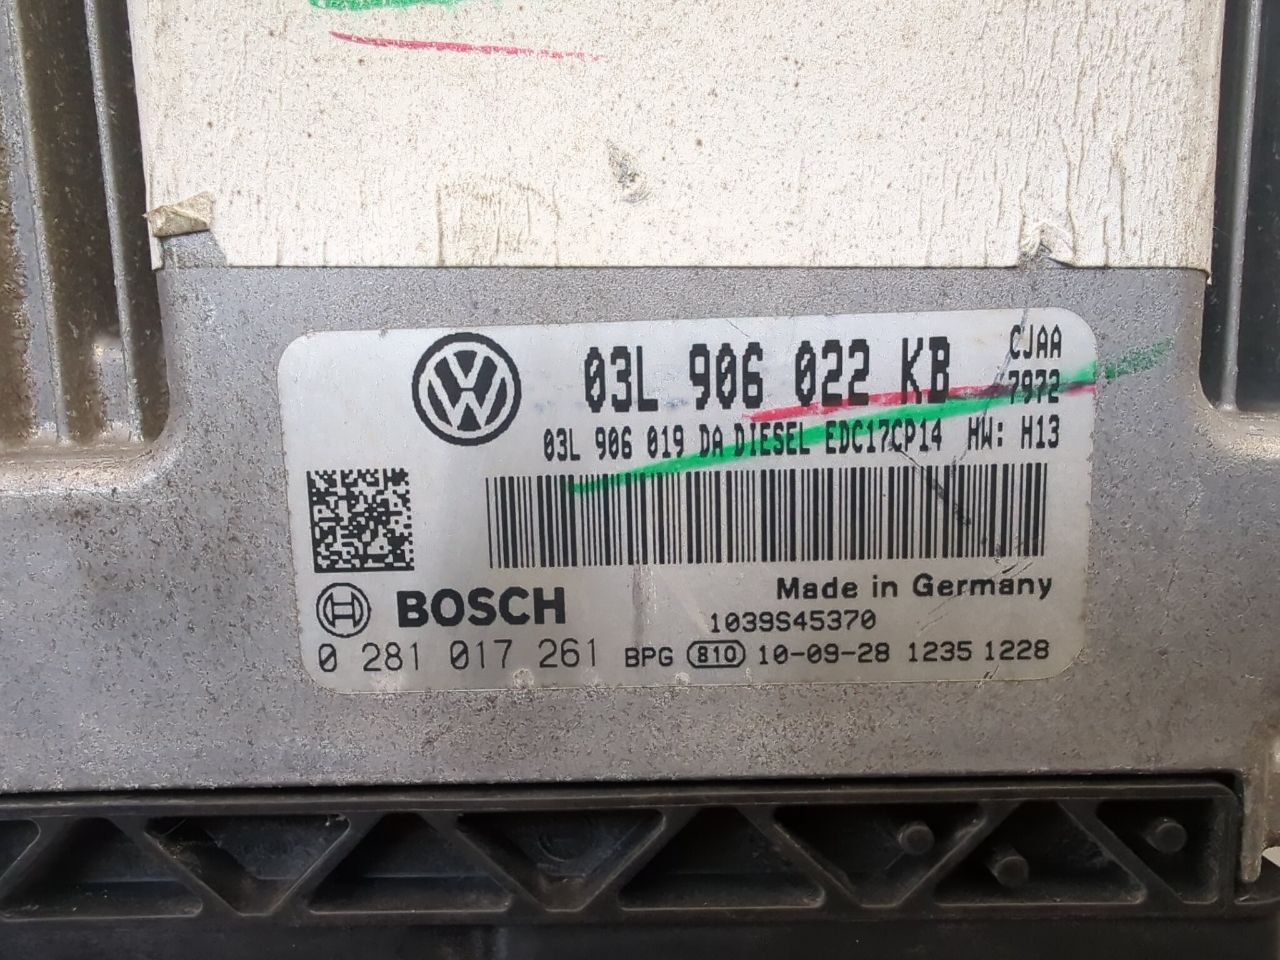 03L 906 022 KB CJAA
7972
03L 906 019 DA DIESEL EDC17CP14 HW: H13
Made in Germany
BOSCH
1039S45370
0 281 017 261 BPG 810 10-09-28 1235 1228